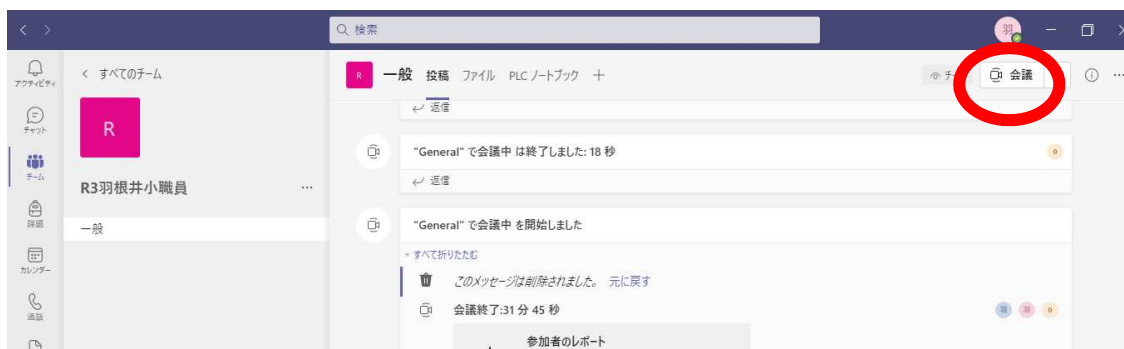 検索
羽
アクティビティ
チャット
チーム
課題
カレンダー
通話
すべてのチーム
R
R3羽根井小職員
...
一般
R
一般 投稿 ファイル PLC ノートブック +
会議
...
返信
"General" で会議中 は終了しました: 18 秒
返信
"General" で会議中 を開始しました
すべて折りたたむ
このメッセージは削除されました。 元に戻す
会議終了:31 分 45 秒
参加者のレポート